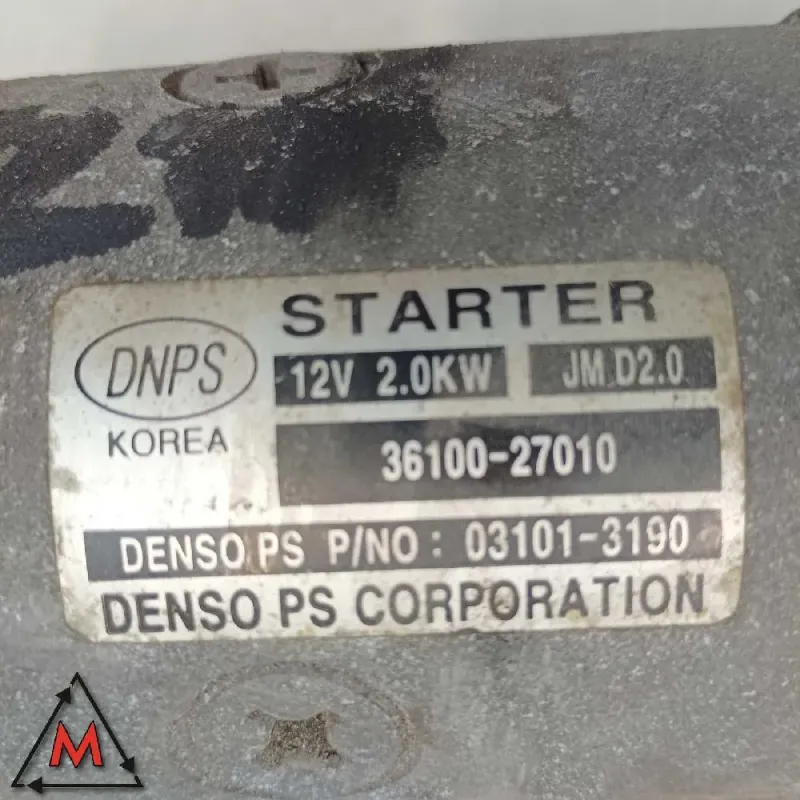 STARTER
DNPS
12V 2.0KW JM D2.0
KOREA
36100-27010
DENSO PS P/NO : 03101-3190
DENSO PS CORPORATION
M